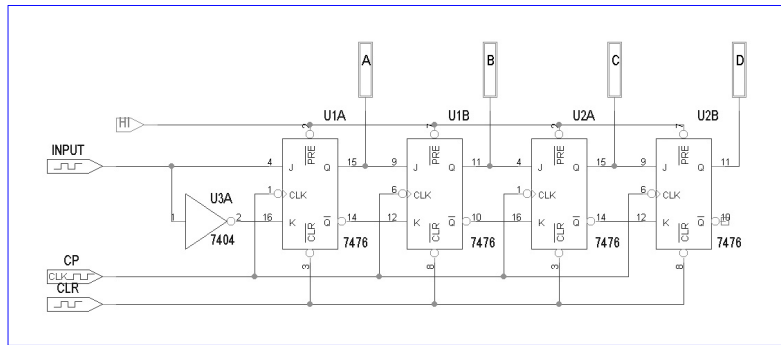 A B C D
U1A U1B U2A U2B
HI
2 7 2 7
INPUT
4 J PRE Q 15 9 J PRE Q 11 4 J PRE Q 15 9 J PRE Q 11
1 CLK 6 CLK 1 CLK 6 CLK
U3A
1 2 16 K CLR Q 14 12 K CLR Q 10 16 K CLR Q 14 12 K CLR Q
7404 7476 7476 7476 7476
CP
3 8 3 8
CLK
CLR